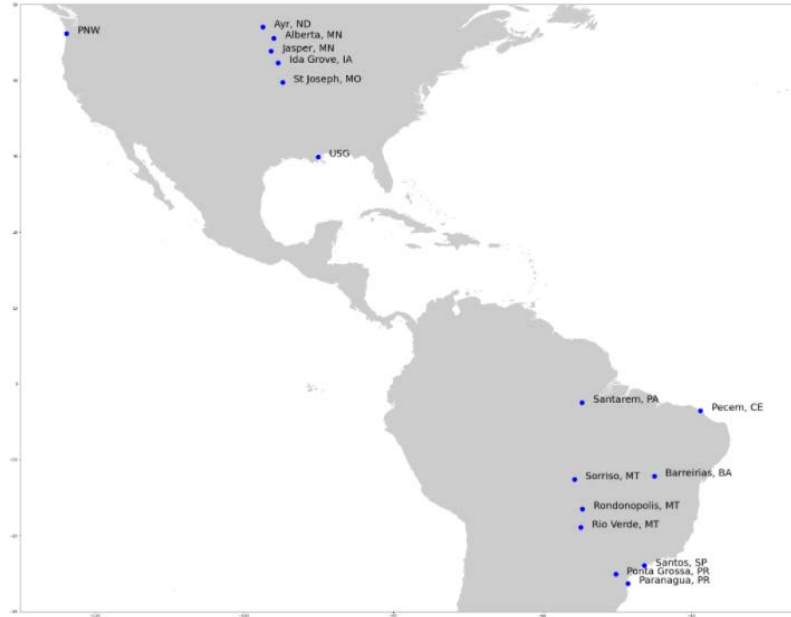 PNW
Ayr, ND
Alberta, MN
Jasper, MN
Ida Grove, IA
St Joseph, MO
USG
Santarem, PA
Pecem, CE
Sorriso, MT
Barreirias, BA
Rondonopolis, MT
Rio Verde, MT
Santos, SP
Ponta Grossa, PR
Paranagua, PR